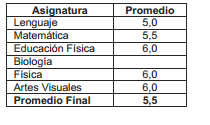 Asignatura Promedio
Lenguaje 5,0
Matemática 5,5
Educación Física 6,0
Biología
Física 6,0
Artes Visuales 6,0
Promedio Final 5,5